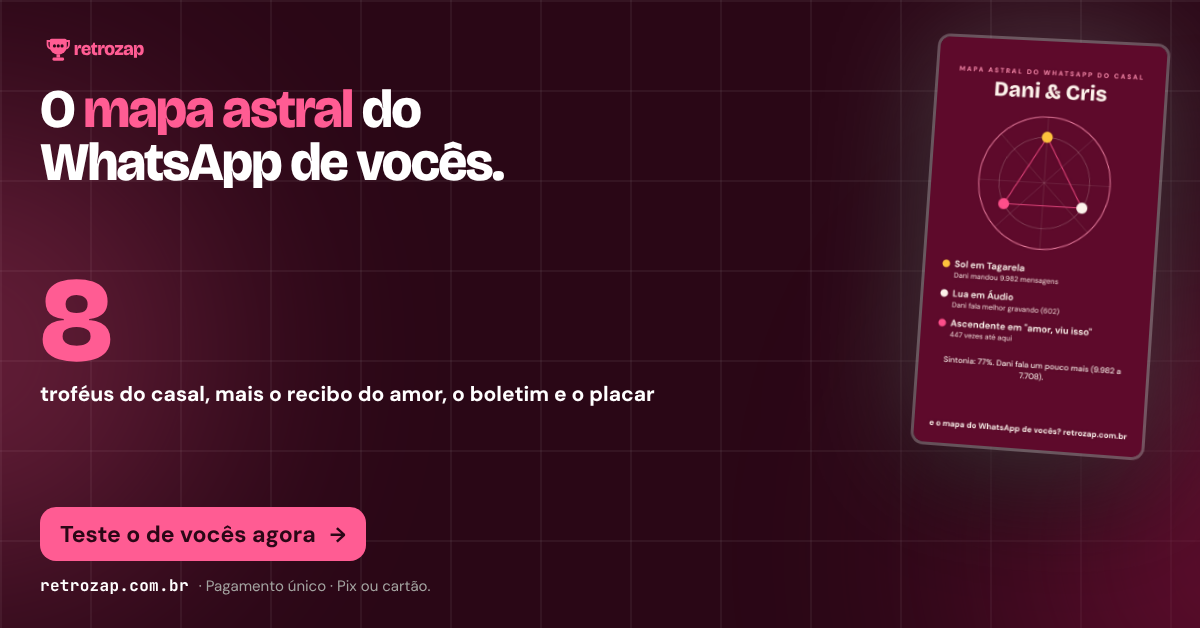 retrozap
O mapa astral do
WhatsApp de vocês.
8
troféus do casal, mais o recibo do amor, o boletim e o placar
Teste o de vocês agora →
retrozap.com.br · Pagamento único · Pix ou cartão.
MAPA ASTRAL DO WHATSAPP DO CASAL
Dani & Cris
Sol em Tagarela
Dani mandou 9.982 mensagens
Lua em Áudio
Dani fala melhor gravando (602)
Ascendente em "amor, viu isso"
447 vezes até aqui
Sintonia: 77%. Dani fala um pouco mais (9.982 a
7.708).
e o mapa do WhatsApp de vocês? retrozap.com.br